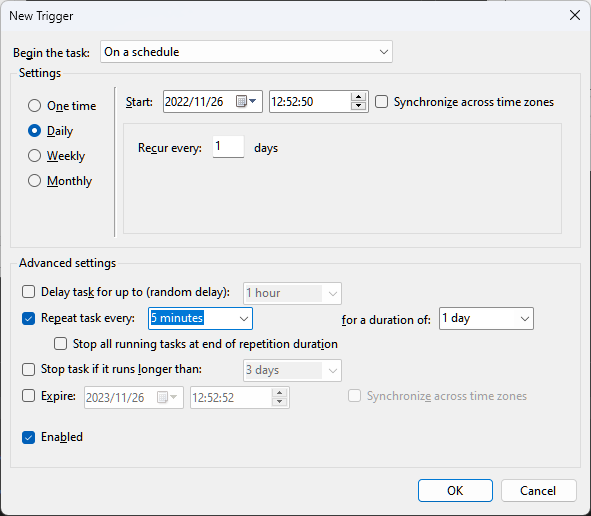 New Trigger
Begin the task: On a schedule
Settings
One time
Daily
Weekly
Monthly
Start: 2022/11/26 12:52:50 Synchronize across time zones
Recur every: 1 days
Advanced settings
Delay task for up to (random delay): 1 hour
Repeat task every: 5 minutes for a duration of: 1 day
Stop all running tasks at end of repetition duration
Stop task if it runs longer than: 3 days
Expire: 2023/11/26 12:52:52 Synchronize across time zones
Enabled
OK Cancel